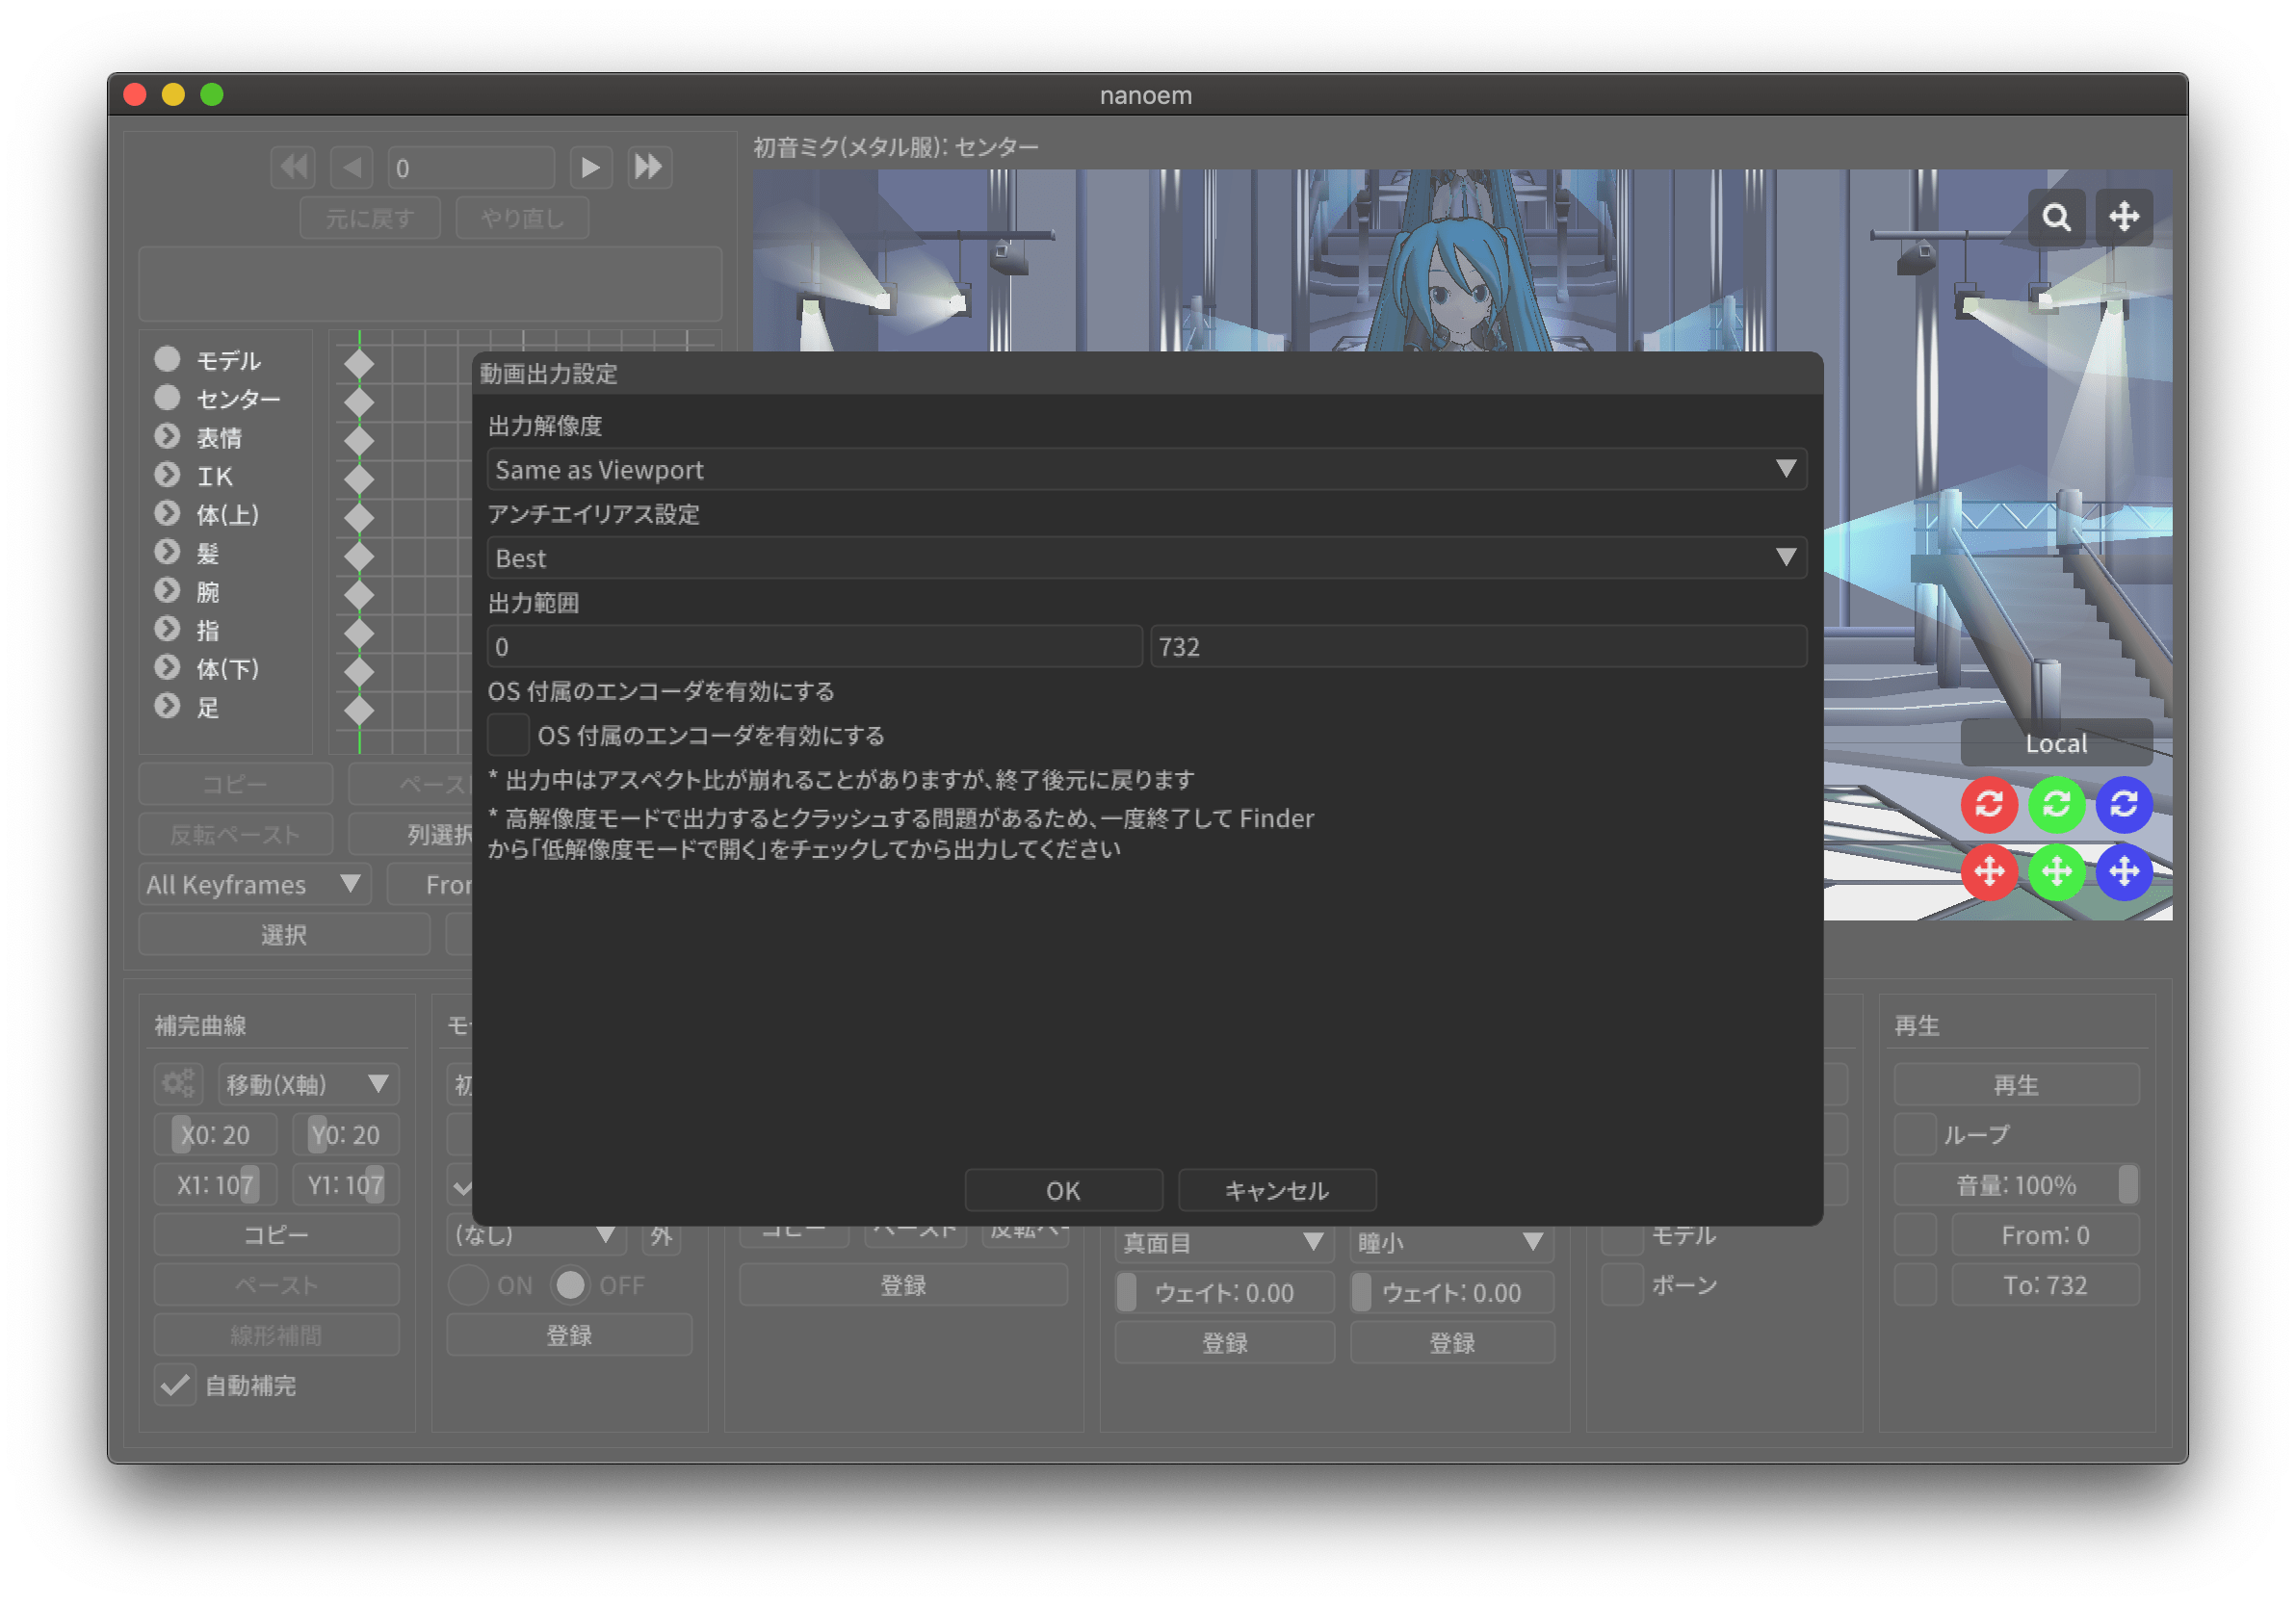 nanoem
0
元に戻す
やり直し
初音ミク(メタル服): センター
モデル
センター
表情
IK
体(上)
髪
腕
指
体(下)
足
コピー
ペースト
反転ペースト
列選択
All Keyframes
From
選択
動画出力設定
出力解像度
Same as Viewport
アンチエイリアス設定
Best
出力範囲
0
732
OS 付属のエンコーダを有効にする
OS 付属のエンコーダを有効にする
* 出力中はアスペクト比が崩れることがありますが、終了後元に戻ります
* 高解像度モードで出力するとクラッシュする問題があるため、一度終了して Finder
から「低解像度モードで開く」をチェックしてから出力してください
OK
キャンセル
Local
補完曲線
移動(X軸)
X0: 20
Y0: 20
X1: 107
Y1: 107
コピー
ペースト
線形補間
自動補完
モ
初
(なし)
外
ON
OFF
登録
コピー
ペースト
反転ペー
登録
真面目
ウェイト: 0.00
登録
瞳小
ウェイト: 0.00
登録
モデル
ボーン
再生
再生
ループ
音量: 100%
From: 0
To: 732